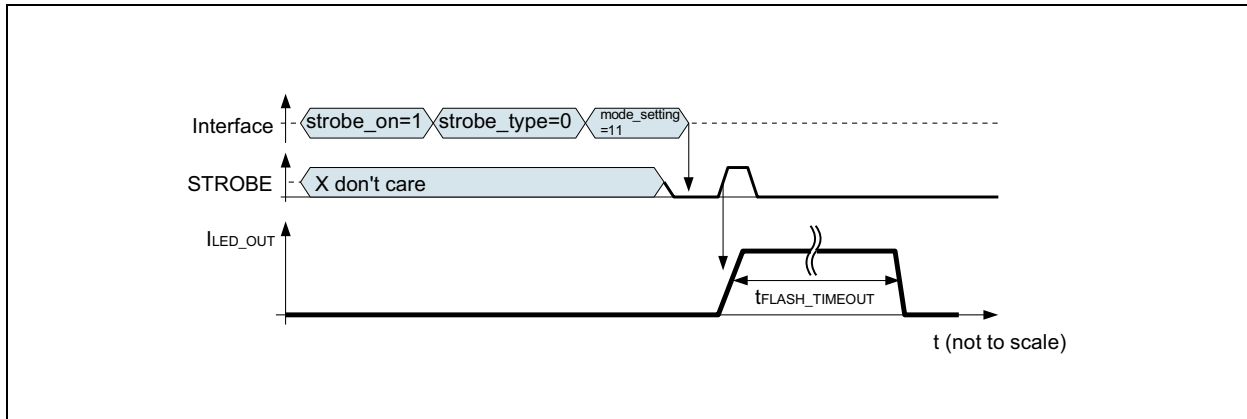 Interface
strobe_on=1
strobe_type=0
mode_setting
=11
STROBE
X don't care
ILED_OUT
tFLASH_TIMEOUT
t (not to scale)